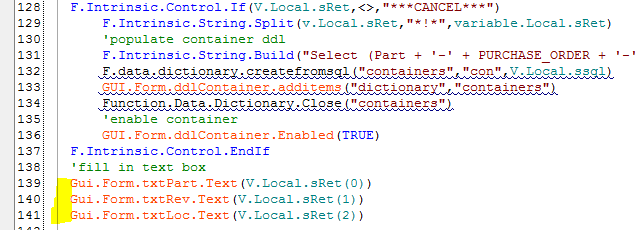 128 F.Intrinsic.Control.If(V.Local.sRet,<>,"***CANCEL***")
129 F.Intrinsic.String.Split(v.Local.sRet,"*!*",variable.Local.sRet)
130 'populate container ddl
131 F.Intrinsic.String.Build("Select (Part + '-' + PURCHASE_ORDER + '-'
132 F.data.dictionary.createfromsql("containers","con",V.Local.ssql)
133 GUI.Form.ddlContainer.additems("dictionary","containers")
134 Function.Data.Dictionary.Close("containers")
135 'enable container
136 GUI.Form.ddlContainer.Enabled(TRUE)
137 F.Intrinsic.Control.EndIf
138 'fill in text box
139 Gui.Form.txtPart.Text(V.Local.sRet(0))
140 Gui.Form.txtRev.Text(V.Local.sRet(1))
141 Gui.Form.txtLoc.Text(V.Local.sRet(2))